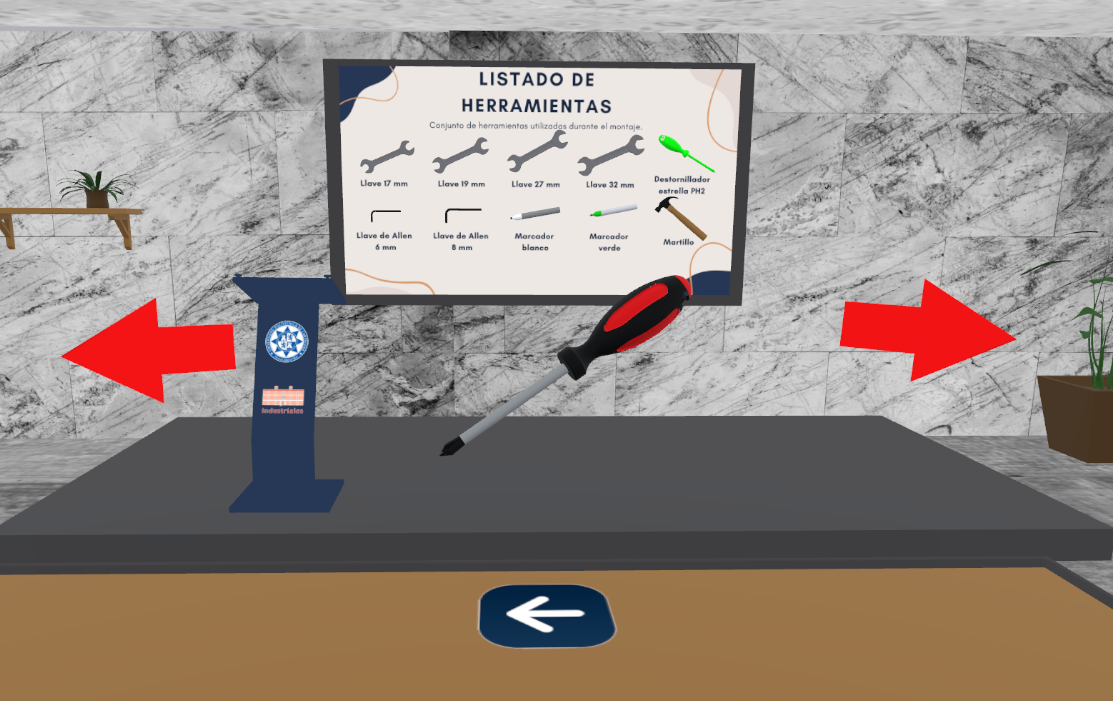 LISTADO DE
HERRAMIENTAS
Conjunto de herramientas utilizadas durante el montaje.
Llave 17 mm
Llave 19 mm
Llave 27 mm
Llave 32 mm
Destornillador
estrella PH2
Llave de Allen
6 mm
Llave de Allen
8 mm
Marcador
blanco
Marcador
verde
Martillo
industriales